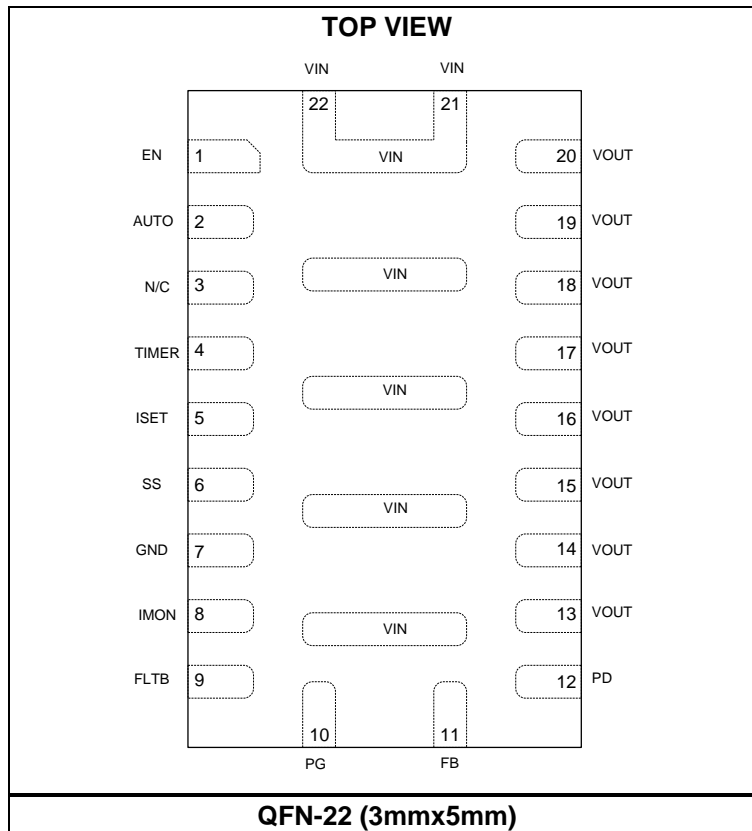 TOP VIEW
VIN VIN
22 21
EN 1 VIN 20 VOUT
AUTO 2 19 VOUT
N/C 3 VIN 18 VOUT
TIMER 4 17 VOUT
VIN
ISET 5 16 VOUT
SS 6 15 VOUT
VIN
GND 7 14 VOUT
IMON 8 VIN 13 VOUT
FLTB 9 12 PD
10 11
PG FB
QFN-22 (3mmx5mm)